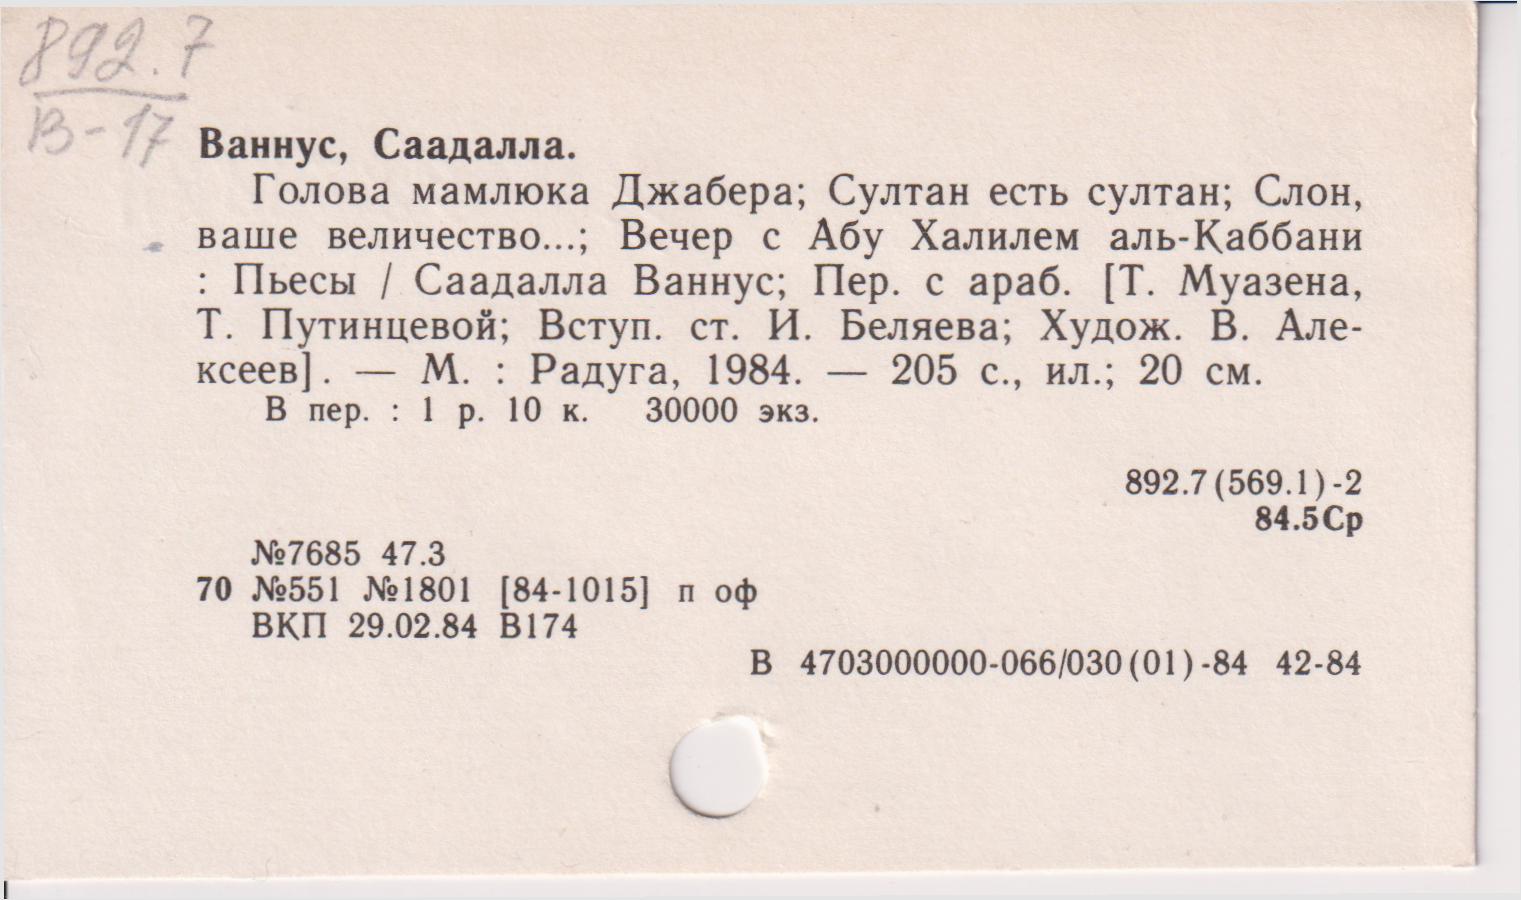 892.7
В-17
Ваннус, Саадалла.
Голова мамлюка Джабера; Султан есть султан; Слон,
ваше величество...; Вечер с Абу Халилем аль-Каббани
: Пьесы / Саадалла Ваннус; Пер. с араб. [Т. Муазена,
Т. Путинцевой; Вступ. ст. И. Беляева; Худож. В. Але-
ксеев]. — М. : Радуга, 1984. — 205 с., ил.; 20 см.
В пер. : 1 р. 10 к. 30000 экз.
892.7(569.1)-2
84.5Ср
№7685 47.3
70 №551 №1801 [84-1015] п оф
ВКП 29.02.84 В174
В 4703000000-066/030(01)-84 42-84